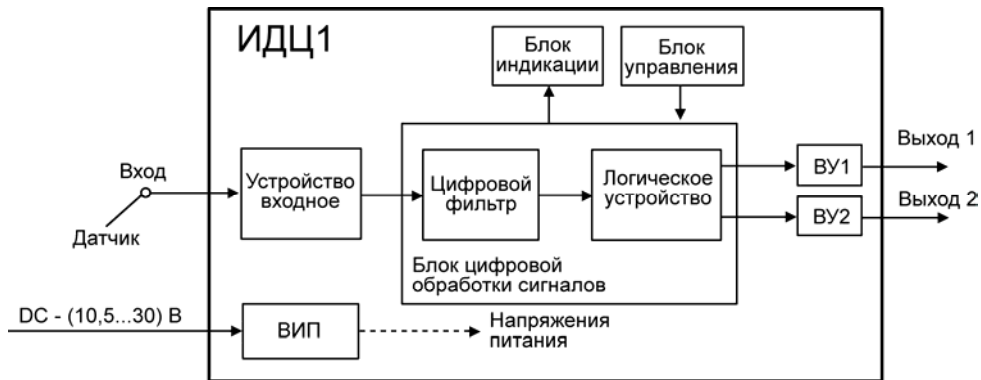 ИДЦ1
Блок
индикации
Блок
управления
Вход
Датчик
Устройство
входное
Цифровой
фильтр
Логическое
устройство
Блок цифровой
обработки сигналов
ВУ1
Выход 1
ВУ2
Выход 2
DC - (10,5...30) В
ВИП
Напряжения
питания